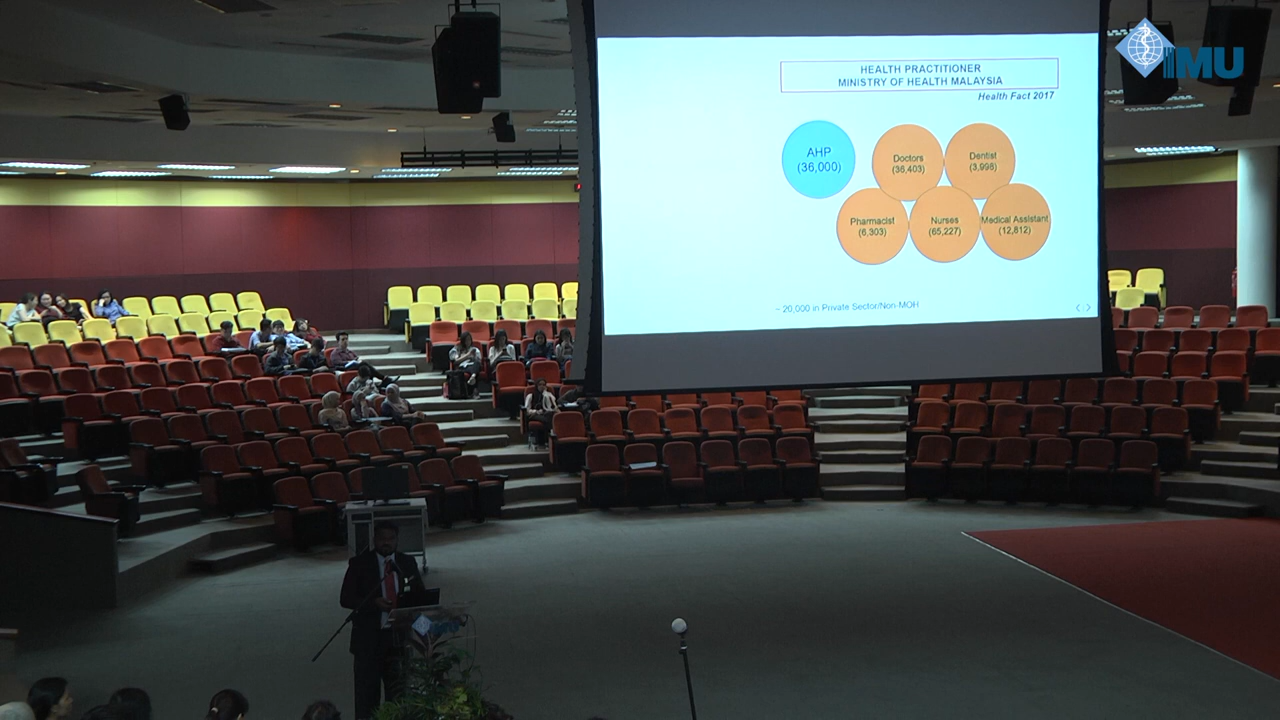 IMU
HEALTH PRACTITIONER
MINISTRY OF HEALTH MALAYSIA
Health Fact 2017
AHP
(36,000)
Doctors
(36,403)
Dentist
(3,998)
Pharmacist
(6,303)
Nurses
(65,227)
Medical Assistant
(12,812)
~ 20,000 in Private Sector/Non-MOH